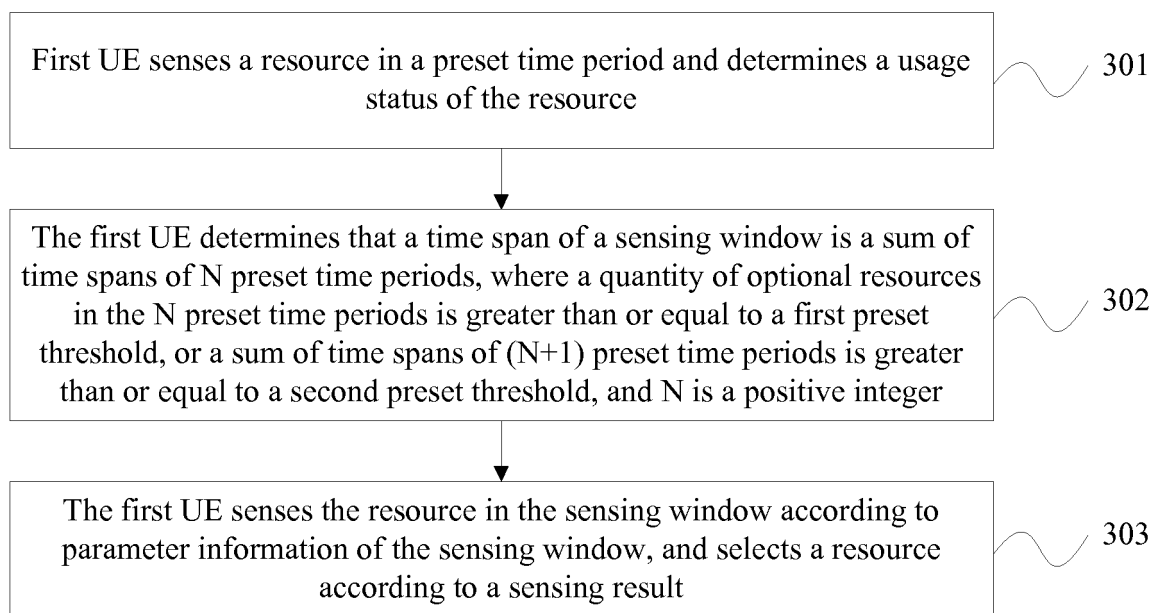 First UE senses a resource in a preset time period and determines a usage
status of the resource
301
The first UE determines that a time span of a sensing window is a sum of
time spans of N preset time periods, where a quantity of optional resources
in the N preset time periods is greater than or equal to a first preset
threshold, or a sum of time spans of (N+1) preset time periods is greater
than or equal to a second preset threshold, and N is a positive integer
302
The first UE senses the resource in the sensing window according to
parameter information of the sensing window, and selects a resource
according to a sensing result
303